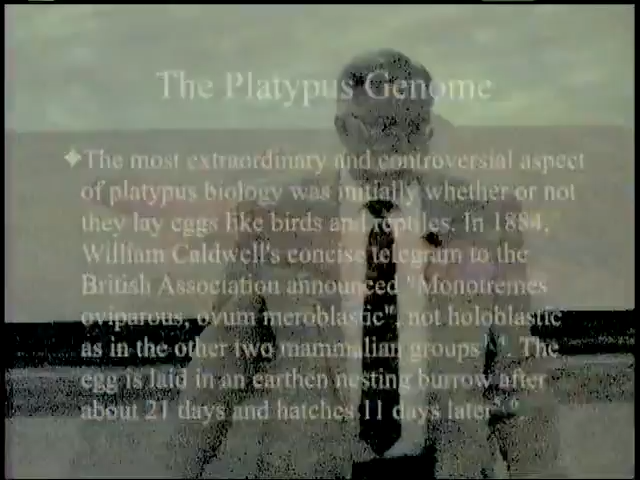 The Platypus Genome
✦The most extraordinary and controversial aspect
of platypus biology was initially whether or not
they lay eggs like birds and reptiles. In 1884,
William Caldwell's concise telegram to the
British Association announced "Monotremes
oviparous, ovum meroblastic", not holoblastic
as in the other two mammalian groups . The
egg is laid in an earthen nesting burrow after
about 21 days and hatches 11 days later